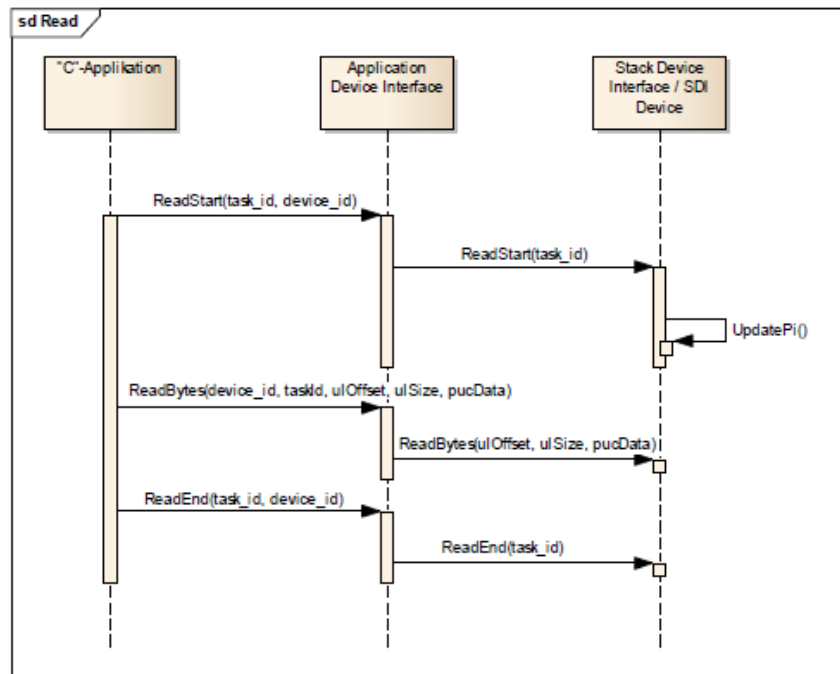 sd Read
"C"-Applikation
Application
Device Interface
Stack Device
Interface / SDI
Device
ReadStart(task_id, device_id)
ReadStart(task_id)
UpdatePi()
ReadBytes(device_id, taskId, ulOffset, ulSize, pucData)
ReadBytes(ulOffset, ulSize, pucData)
ReadEnd(task_id, device_id)
ReadEnd(task_id)